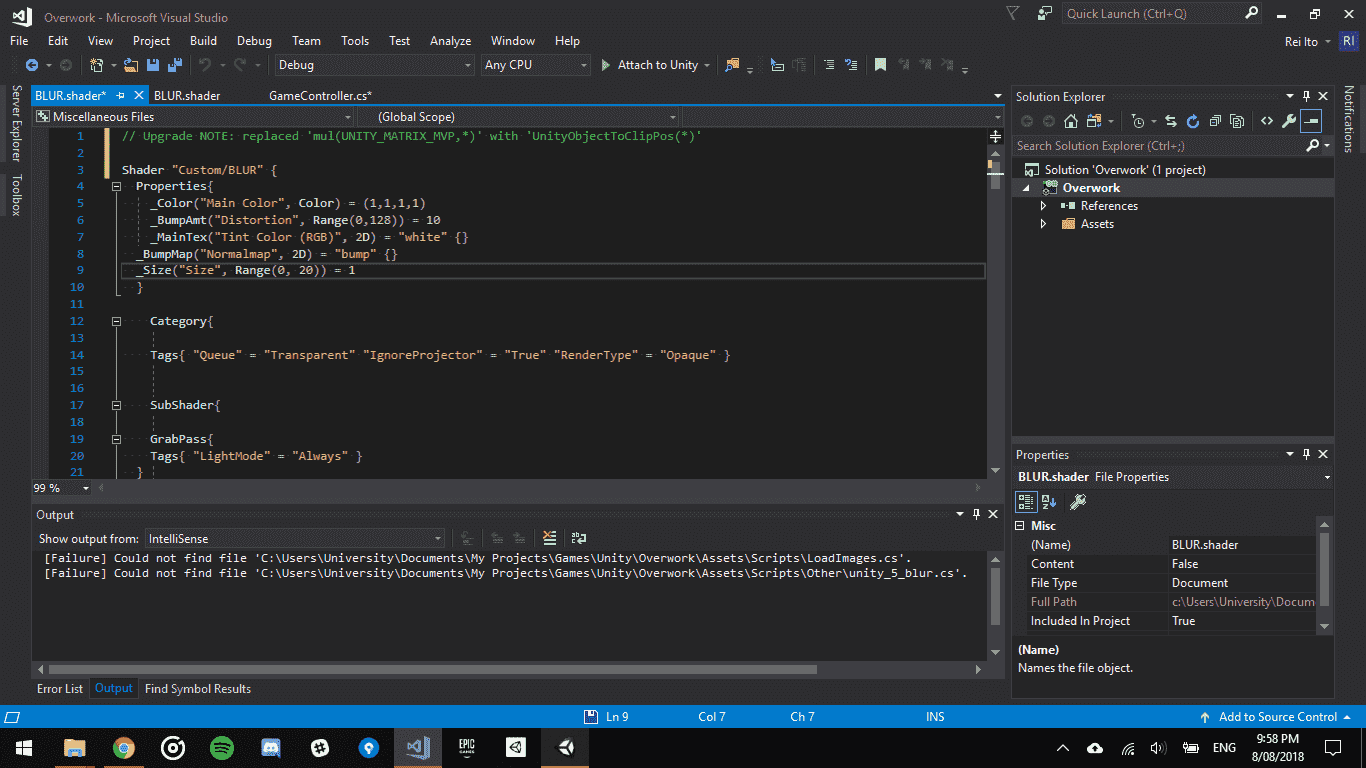 Overwork - Microsoft Visual Studio
Quick Launch (Ctrl+Q)
File Edit View Project Build Debug Team Tools Test Analyze Window Help
Rei Ito RI
Debug Any CPU Attach to Unity
Server Explorer
Toolbox
BLUR.shader* BLUR.shader GameController.cs*
Miscellaneous Files (Global Scope)
1 // Upgrade NOTE: replaced 'mul(UNITY_MATRIX_MVP,*)' with 'UnityObjectToClipPos(*)'
2
3 Shader "Custom/BLUR" {
4 Properties{
5 _Color("Main Color", Color) = (1,1,1,1)
6 _BumpAmt("Distortion", Range(0,128)) = 10
7 _MainTex("Tint Color (RGB)", 2D) = "white" {}
8 _BumpMap("Normalmap", 2D) = "bump" {}
9 _Size("Size", Range(0, 20)) = 1
10 }
11
12 Category{
13
14 Tags{ "Queue" = "Transparent" "IgnoreProjector" = "True" "RenderType" = "Opaque" }
15
16
17 SubShader{
18
19 GrabPass{
20 Tags{ "LightMode" = "Always" }
21 }
99 %
Output
Show output from: IntelliSense
[Failure] Could not find file 'C:\Users\University\Documents\My Projects\Games\Unity\Overwork\Assets\Scripts\LoadImages.cs'.
[Failure] Could not find file 'C:\Users\University\Documents\My Projects\Games\Unity\Overwork\Assets\Scripts\Other\unity_5_blur.cs'.
Error List Output Find Symbol Results
Solution Explorer
Search Solution Explorer (Ctrl+;)
Solution 'Overwork' (1 project)
Overwork
References
Assets
Notifications
Properties
BLUR.shader File Properties
Misc
(Name) BLUR.shader
Content False
File Type Document
Full Path c:\Users\University\Docum
Included In Project True
(Name)
Names the file object.
Ln 9 Col 7 Ch 7 INS Add to Source Control
EPIC GAMES
ENG
9:58 PM
8/08/2018